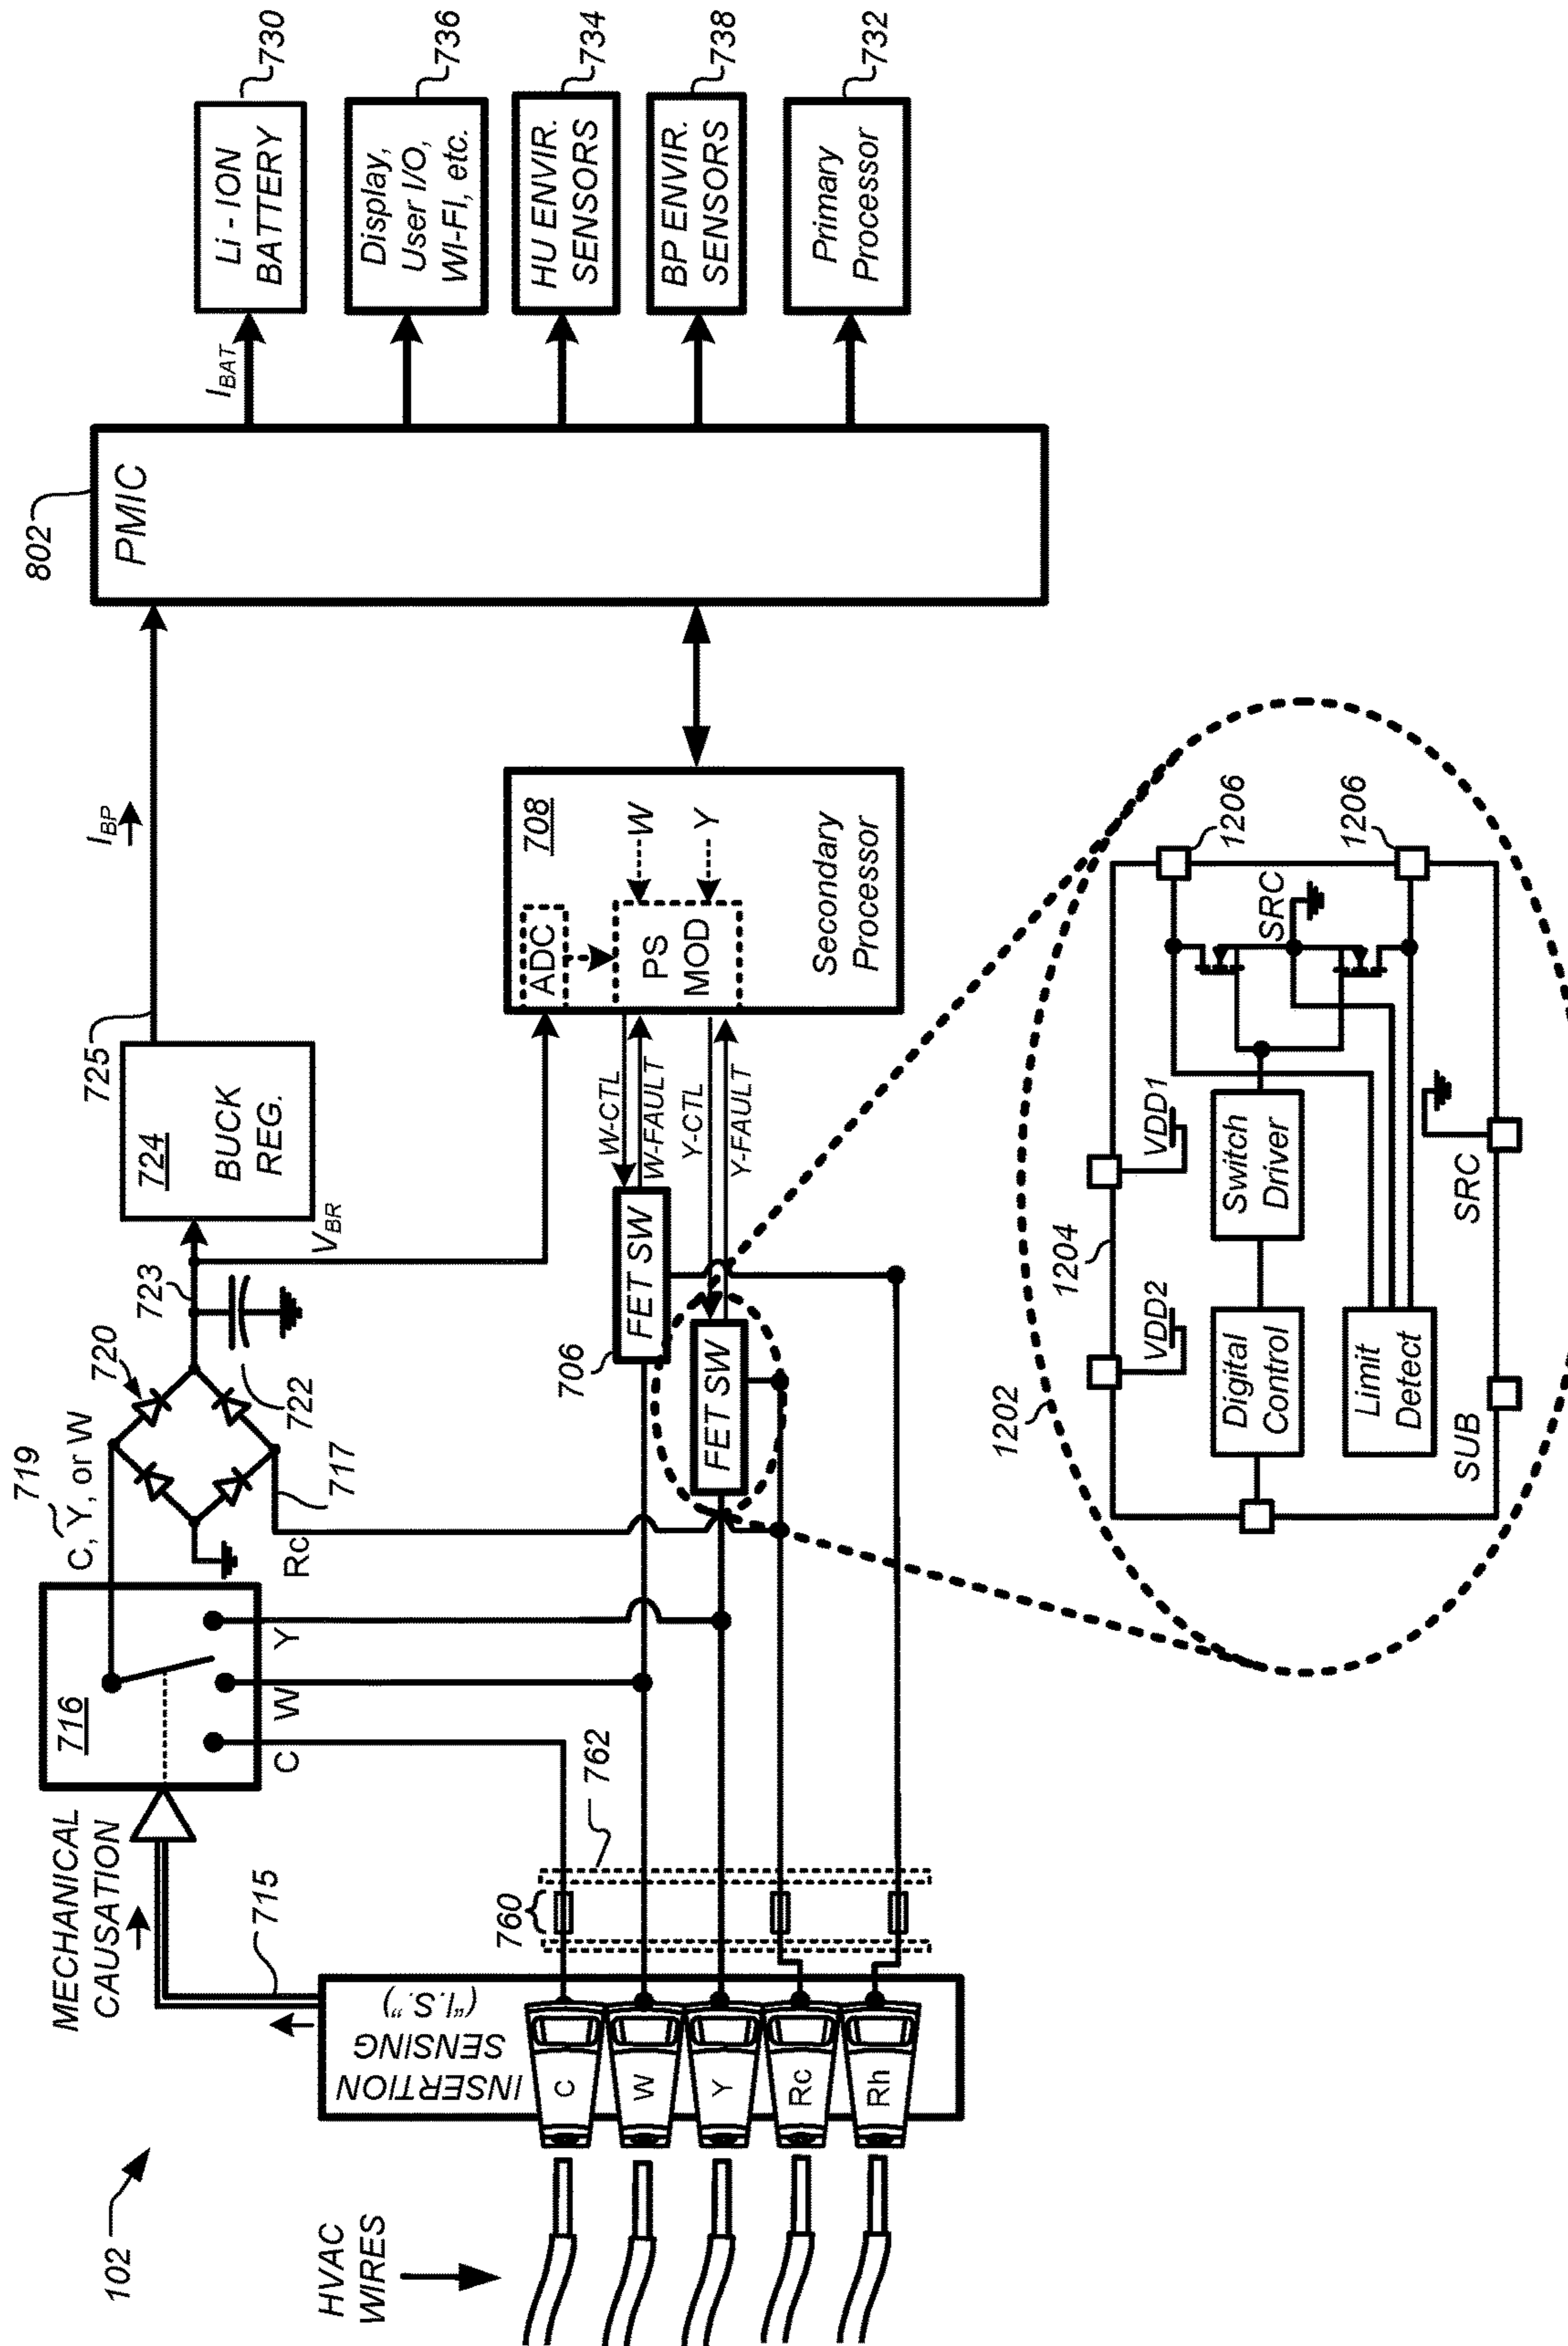 102
HVAC
WIRES
MECHANICAL
CAUSATION
715
INSERTION
SENSING
("I.S.")
C
W
Y
Rc
Rh
760
762
716
C
W
Y
719
C, Y, or W
Rc
717
720
722
723
V_BR
724
BUCK
REG.
725
I_BP
706
FET SW
FET SW
W-CTL
W-FAULT
Y-CTL
Y-FAULT
708
ADC
PS
MOD
W
Y
Secondary
Processor
802
PMIC
I_BAT
Li - ION
BATTERY
730
Display,
User I/O,
WI-FI, etc.
736
HU ENVIR.
SENSORS
734
BP ENVIR.
SENSORS
738
Primary
Processor
732
1202
1204
VDD2
VDD1
Digital
Control
Switch
Driver
Limit
Detect
SRC
1206
1206
SUB
SRC